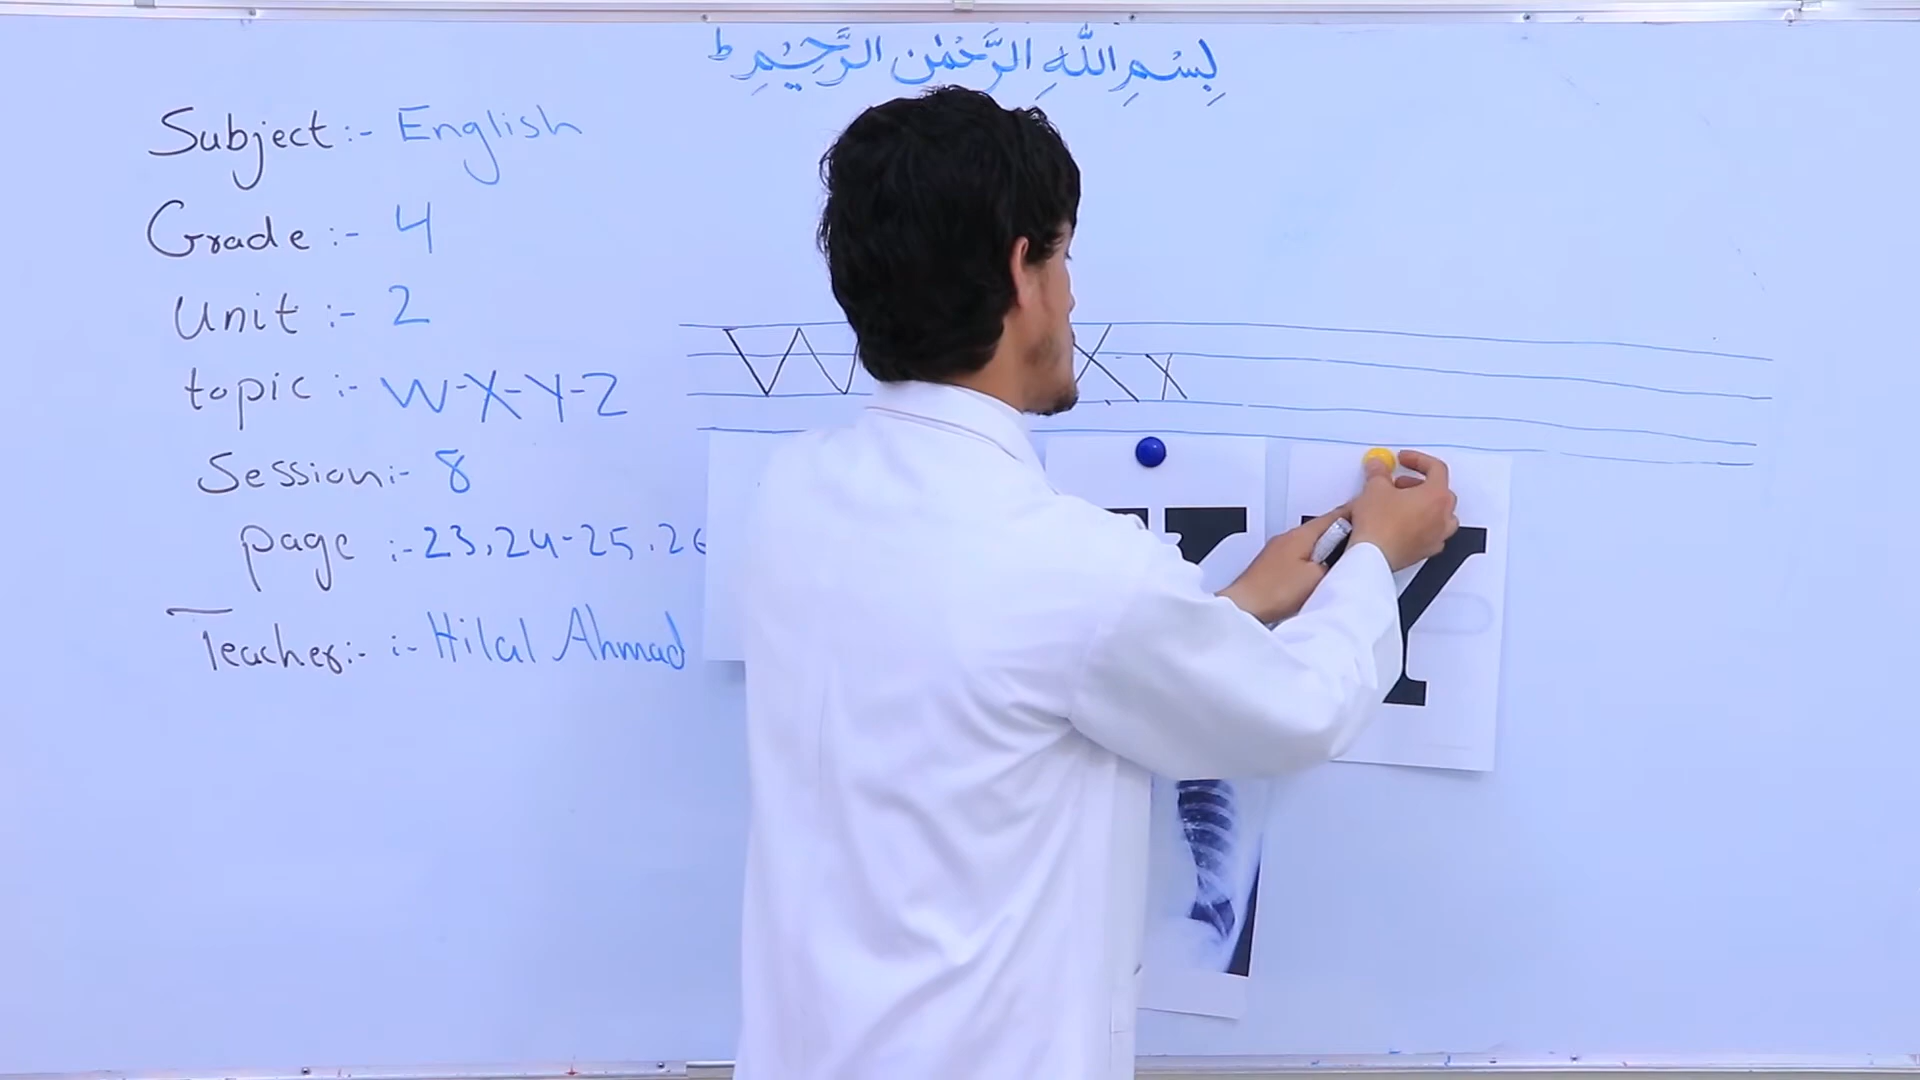 بِسْمِ اللّٰهِ الرَّحْمٰنِ الرَّحِيْمِ ط
Subject :- English
Grade :- 4
Unit :- 2
topic :- W-X-Y-Z
Session :- 8
page :- 23,24-25,26
Teacher :- :- Hilal Ahmad
W X x
Y